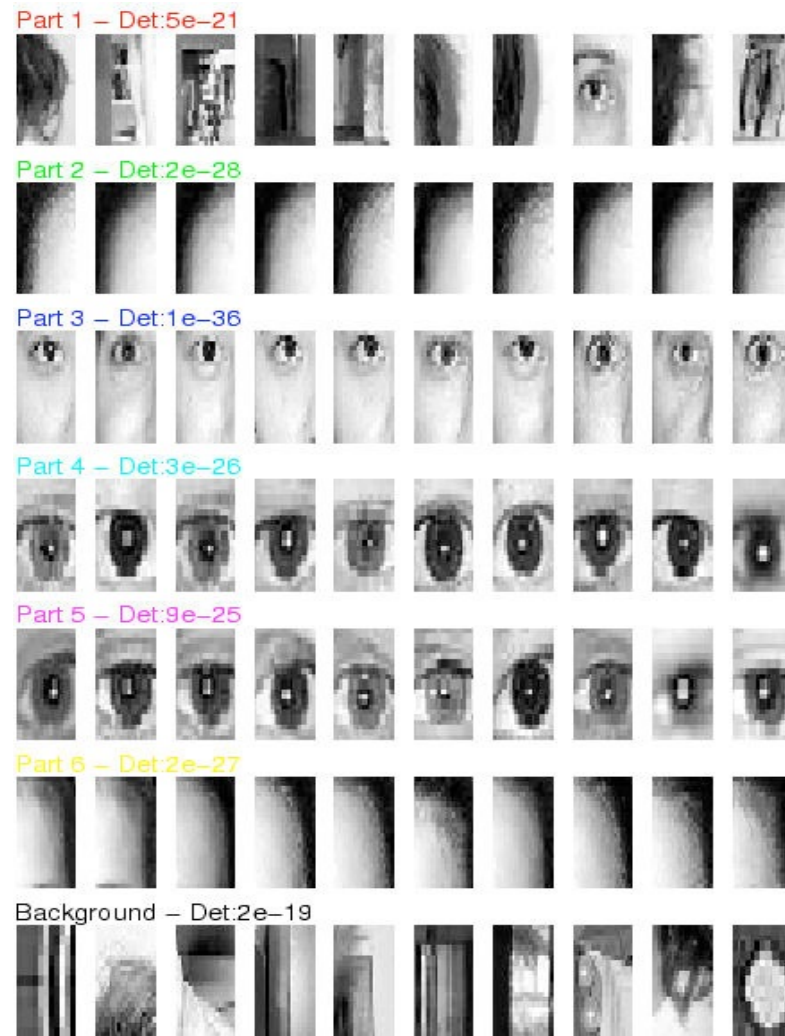 Part 1 – Det:5e–21
Part 2 – Det:2e–28
Part 3 – Det:1e–36
Part 4 – Det:3e–26
Part 5 – Det:9e–25
Part 6 – Det:2e–27
Background – Det:2e–19